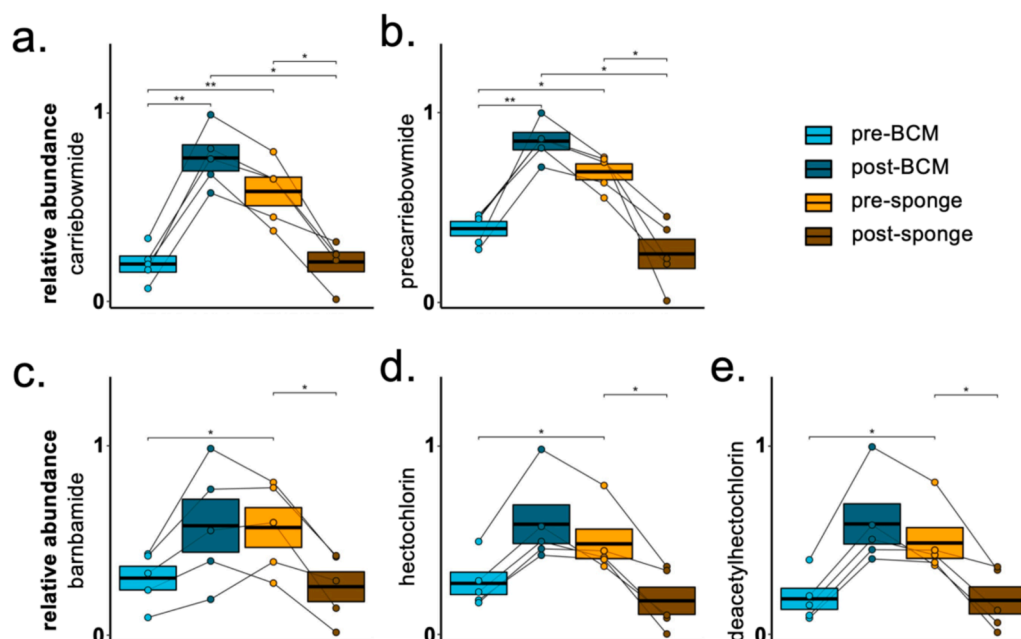 a.
b.
relative abundance
carriebowmide
1
0
**
**
*
*
precarriebowmide
1
0
**
*
*
*
pre-BCM
post-BCM
pre-sponge
post-sponge
c.
d.
e.
relative abundance
barnbamide
1
0
*
*
hectochlorin
1
0
*
*
deacetylhectochlorin
1
0
*
*